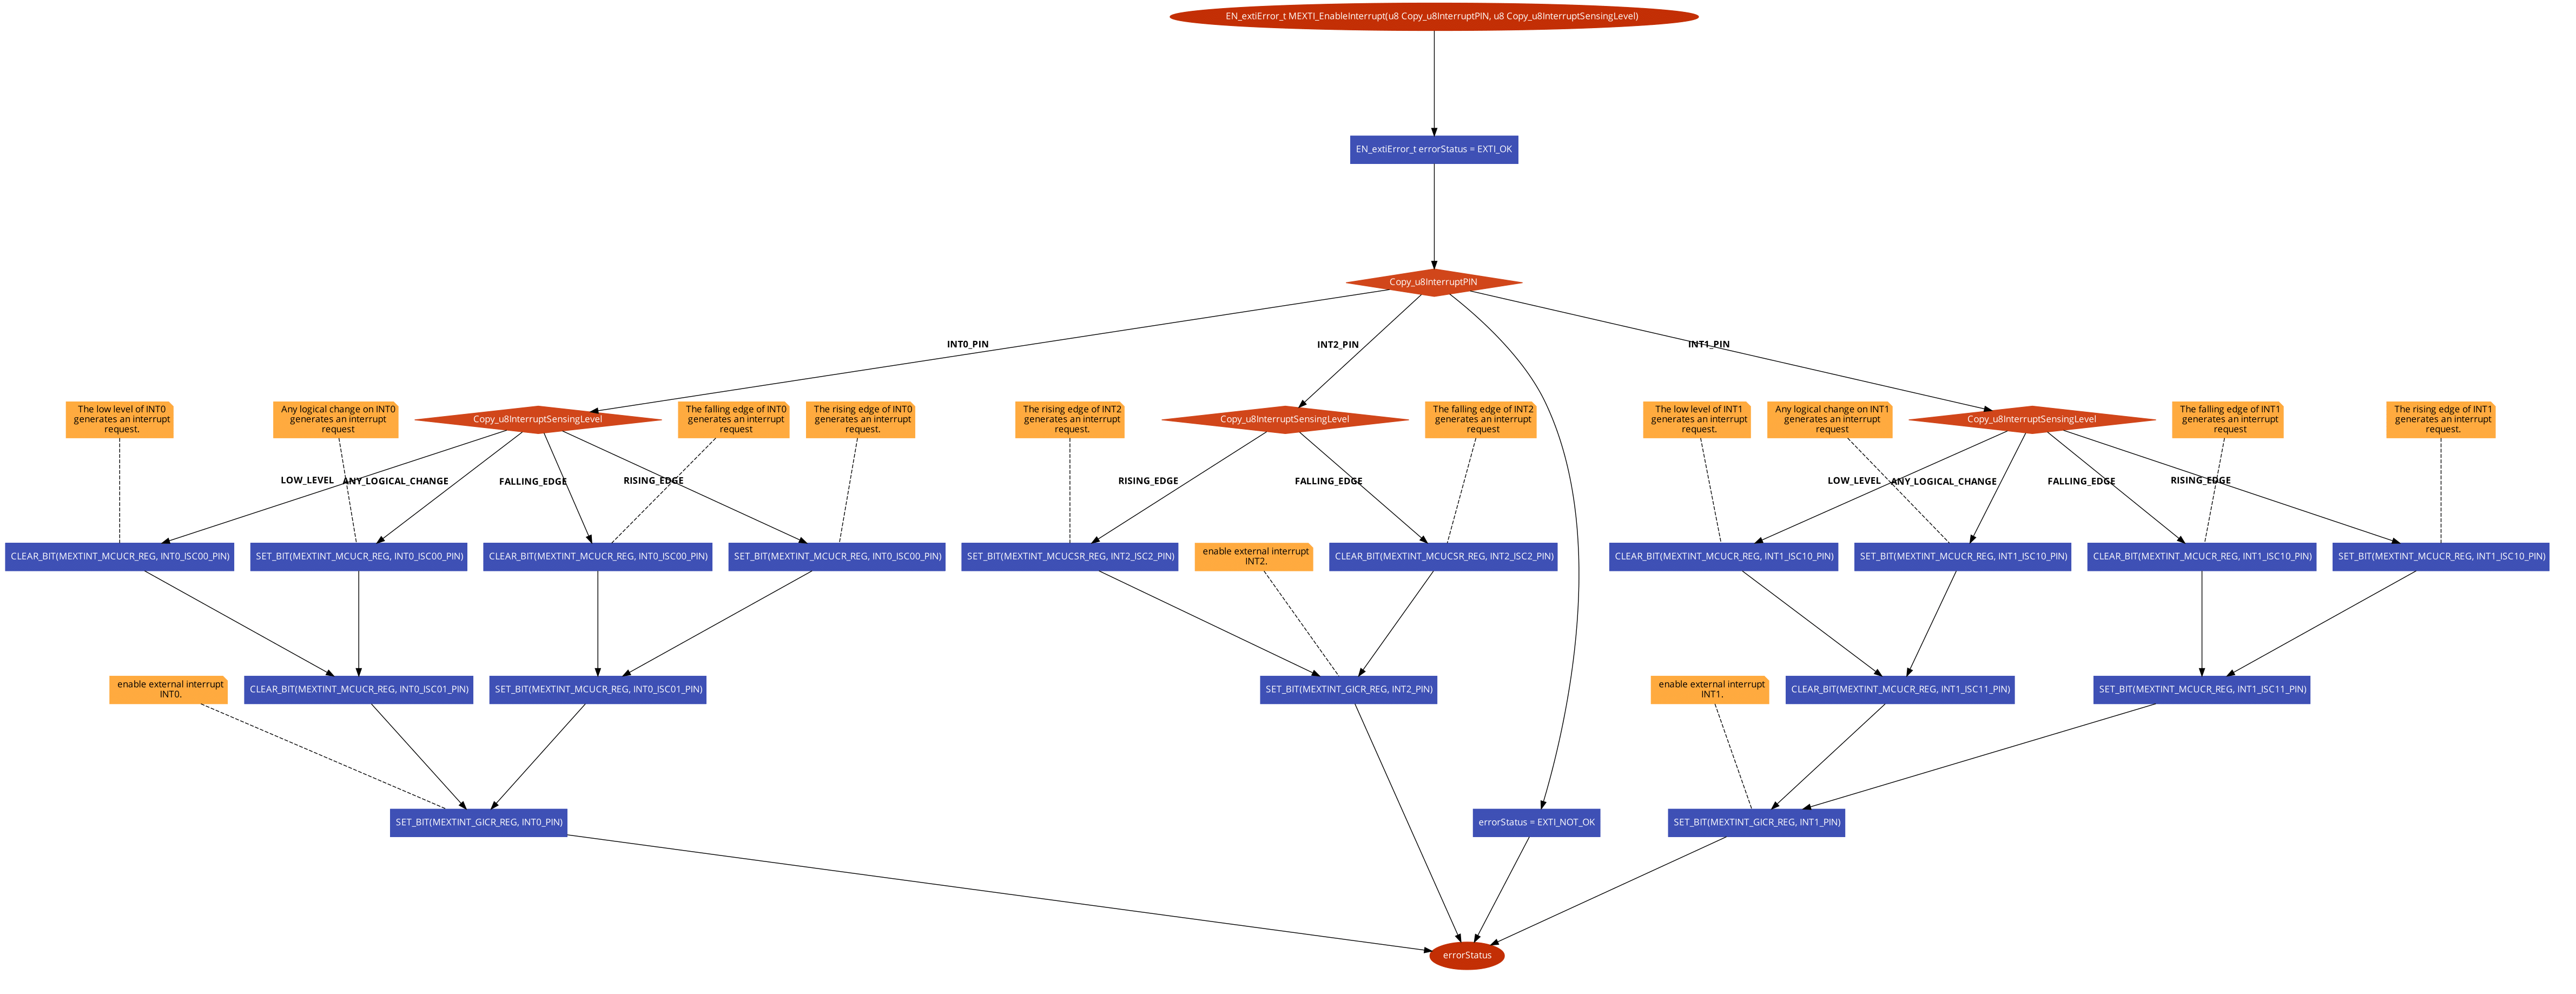 EN_extiError_t MEXTI_EnableInterrupt(u8 Copy_u8InterruptPIN, u8 Copy_u8InterruptSensingLevel)
EN_extiError_t errorStatus = EXTI_OK
Copy_u8InterruptPIN
INT0_PIN
INT2_PIN
INT1_PIN
The low level of INT0
generates an interrupt
request.
Any logical change on INT0
generates an interrupt
request
Copy_u8InterruptSensingLevel
The falling edge of INT0
generates an interrupt
request
The rising edge of INT0
generates an interrupt
request.
The rising edge of INT2
generates an interrupt
request.
Copy_u8InterruptSensingLevel
The falling edge of INT2
generates an interrupt
request
The low level of INT1
generates an interrupt
request.
Any logical change on INT1
generates an interrupt
request
Copy_u8InterruptSensingLevel
The falling edge of INT1
generates an interrupt
request
The rising edge of INT1
generates an interrupt
request.
LOW_LEVEL
ANY_LOGICAL_CHANGE
FALLING_EDGE
RISING_EDGE
RISING_EDGE
FALLING_EDGE
LOW_LEVEL
ANY_LOGICAL_CHANGE
FALLING_EDGE
RISING_EDGE
CLEAR_BIT(MEXTINT_MCUCR_REG, INT0_ISC00_PIN)
SET_BIT(MEXTINT_MCUCR_REG, INT0_ISC00_PIN)
CLEAR_BIT(MEXTINT_MCUCR_REG, INT0_ISC00_PIN)
SET_BIT(MEXTINT_MCUCR_REG, INT0_ISC00_PIN)
SET_BIT(MEXTINT_MCUCSR_REG, INT2_ISC2_PIN)
enable external interrupt
INT2.
CLEAR_BIT(MEXTINT_MCUCSR_REG, INT2_ISC2_PIN)
CLEAR_BIT(MEXTINT_MCUCR_REG, INT1_ISC10_PIN)
SET_BIT(MEXTINT_MCUCR_REG, INT1_ISC10_PIN)
CLEAR_BIT(MEXTINT_MCUCR_REG, INT1_ISC10_PIN)
SET_BIT(MEXTINT_MCUCR_REG, INT1_ISC10_PIN)
enable external interrupt
INT0.
CLEAR_BIT(MEXTINT_MCUCR_REG, INT0_ISC01_PIN)
SET_BIT(MEXTINT_MCUCR_REG, INT0_ISC01_PIN)
SET_BIT(MEXTINT_GICR_REG, INT2_PIN)
enable external interrupt
INT1.
CLEAR_BIT(MEXTINT_MCUCR_REG, INT1_ISC11_PIN)
SET_BIT(MEXTINT_MCUCR_REG, INT1_ISC11_PIN)
SET_BIT(MEXTINT_GICR_REG, INT0_PIN)
errorStatus = EXTI_NOT_OK
SET_BIT(MEXTINT_GICR_REG, INT1_PIN)
errorStatus